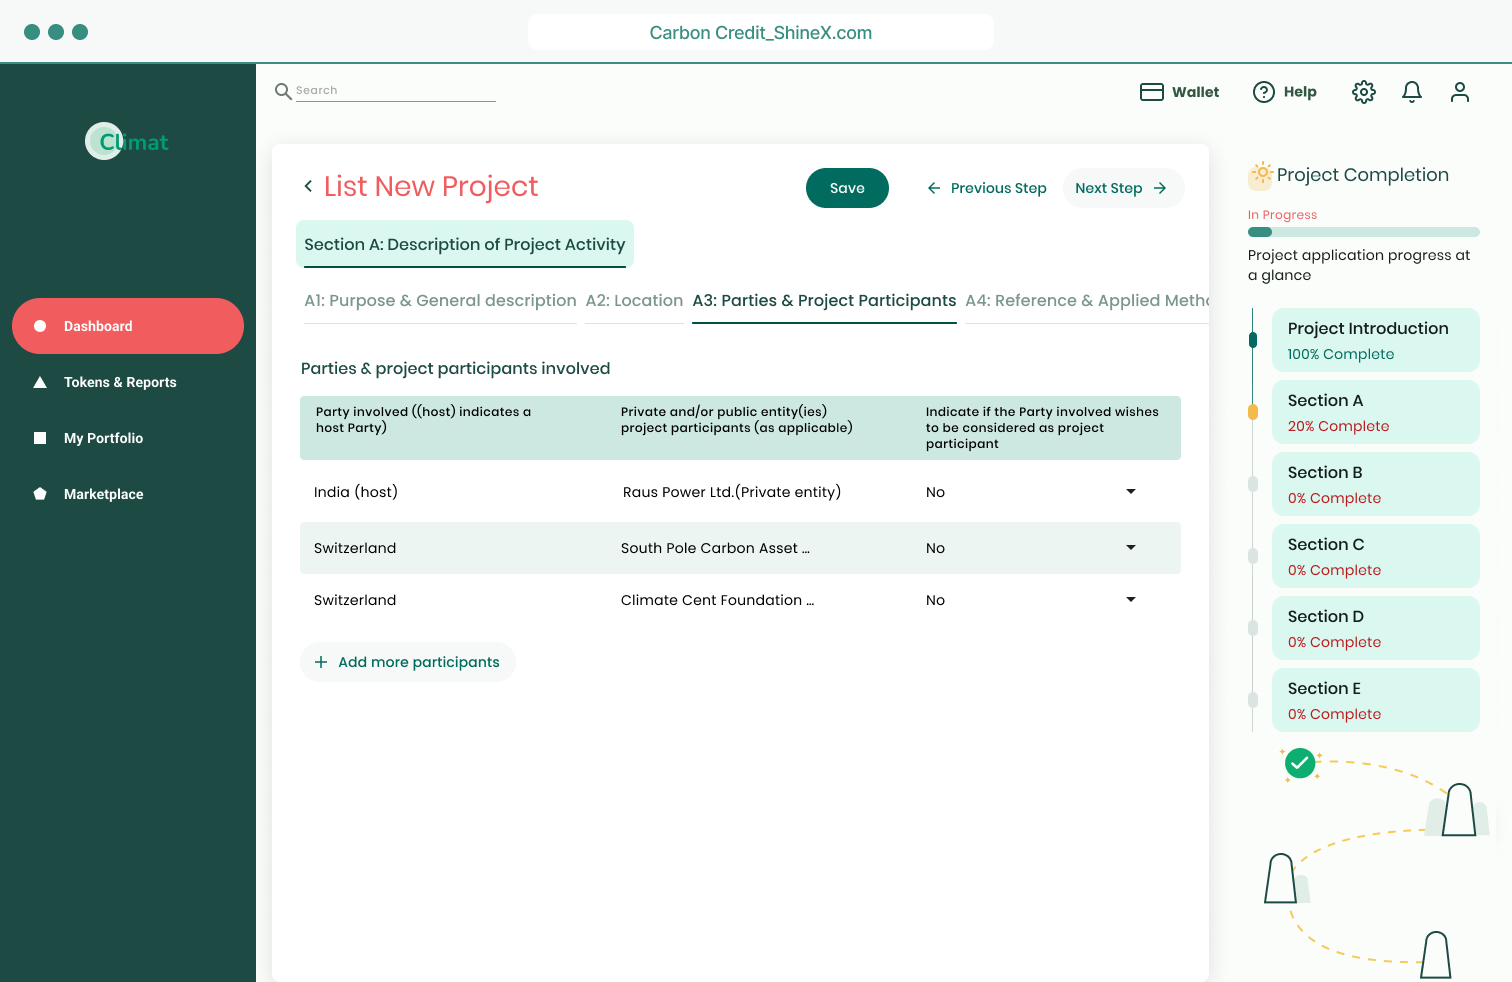 Carbon Credit_ShineX.com
Search
Wallet
Help
Climat
Dashboard
Tokens & Reports
My Portfolio
Marketplace
List New Project
Save
Previous Step
Next Step
Section A: Description of Project Activity
A1: Purpose & General description
A2: Location
A3: Parties & Project Participants
A4: Reference & Applied
Parties & project participants involved
Party involved ((host) indicates a
host Party)
Private and/or public entity(ies)
project participants (as applicable)
Indicate if the Party involved wishes
to be considered as project
participant
India (host)
Raus Power Ltd.(Private entity)
No
Switzerland
South Pole Carbon Asset ...
No
Switzerland
Climate Cent Foundation ...
No
Add more participants
Project Completion
In Progress
Project application progress at
a glance
Project Introduction
100% Complete
Section A
20% Complete
Section B
0% Complete
Section C
0% Complete
Section D
0% Complete
Section E
0% Complete